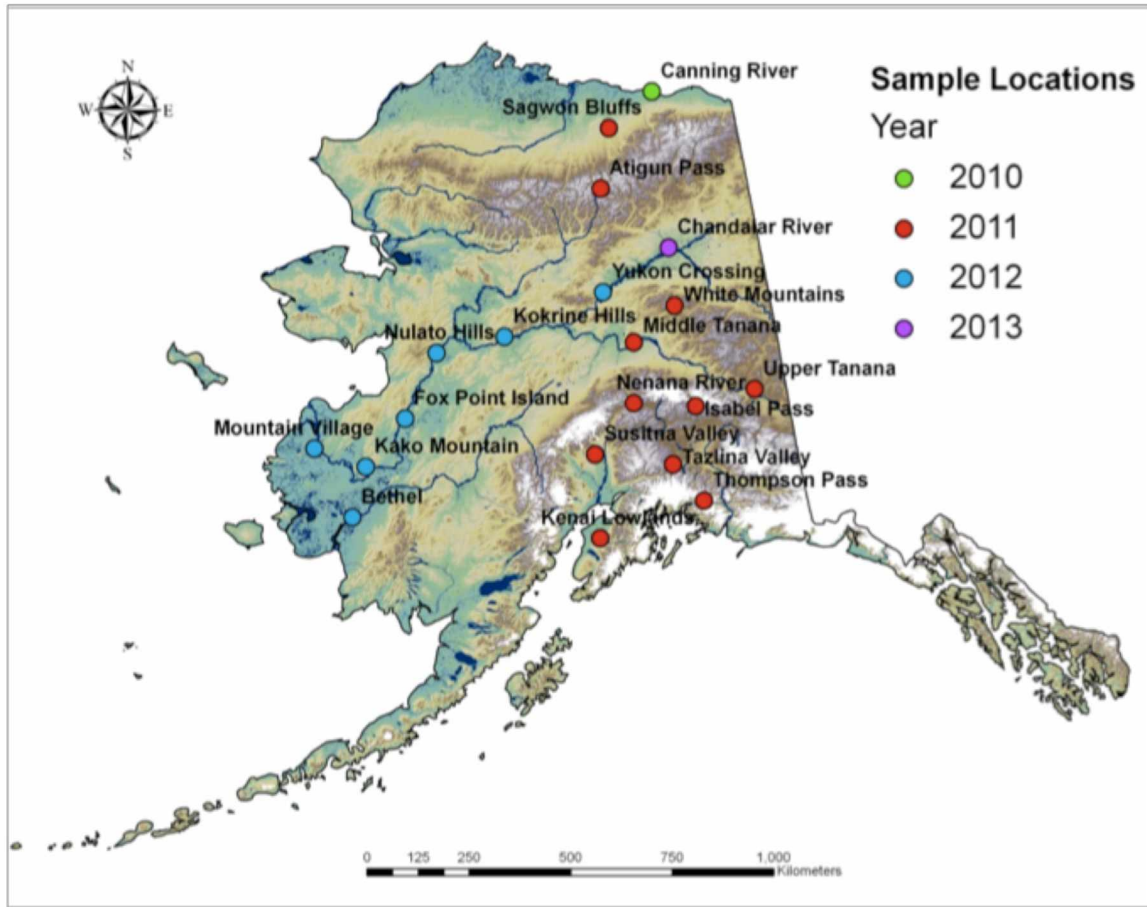 N
W E
S
Sample Locations
Year
2010
2011
2012
2013
Canning River
Sagwon Bluffs
Atigun Pass
Chandalar River
Yukon Crossing
White Mountains
Kokrine Hills
Middle Tanana
Nulato Hills
Upper Tanana
Nenana River
Isabel Pass
Fox Point Island
Mountain Village
Susitna Valley
Kako Mountain
Tazlina Valley
Thompson Pass
Bethel
Kenai Lowlands
0 125 250 500 750 1,000
Kilometers